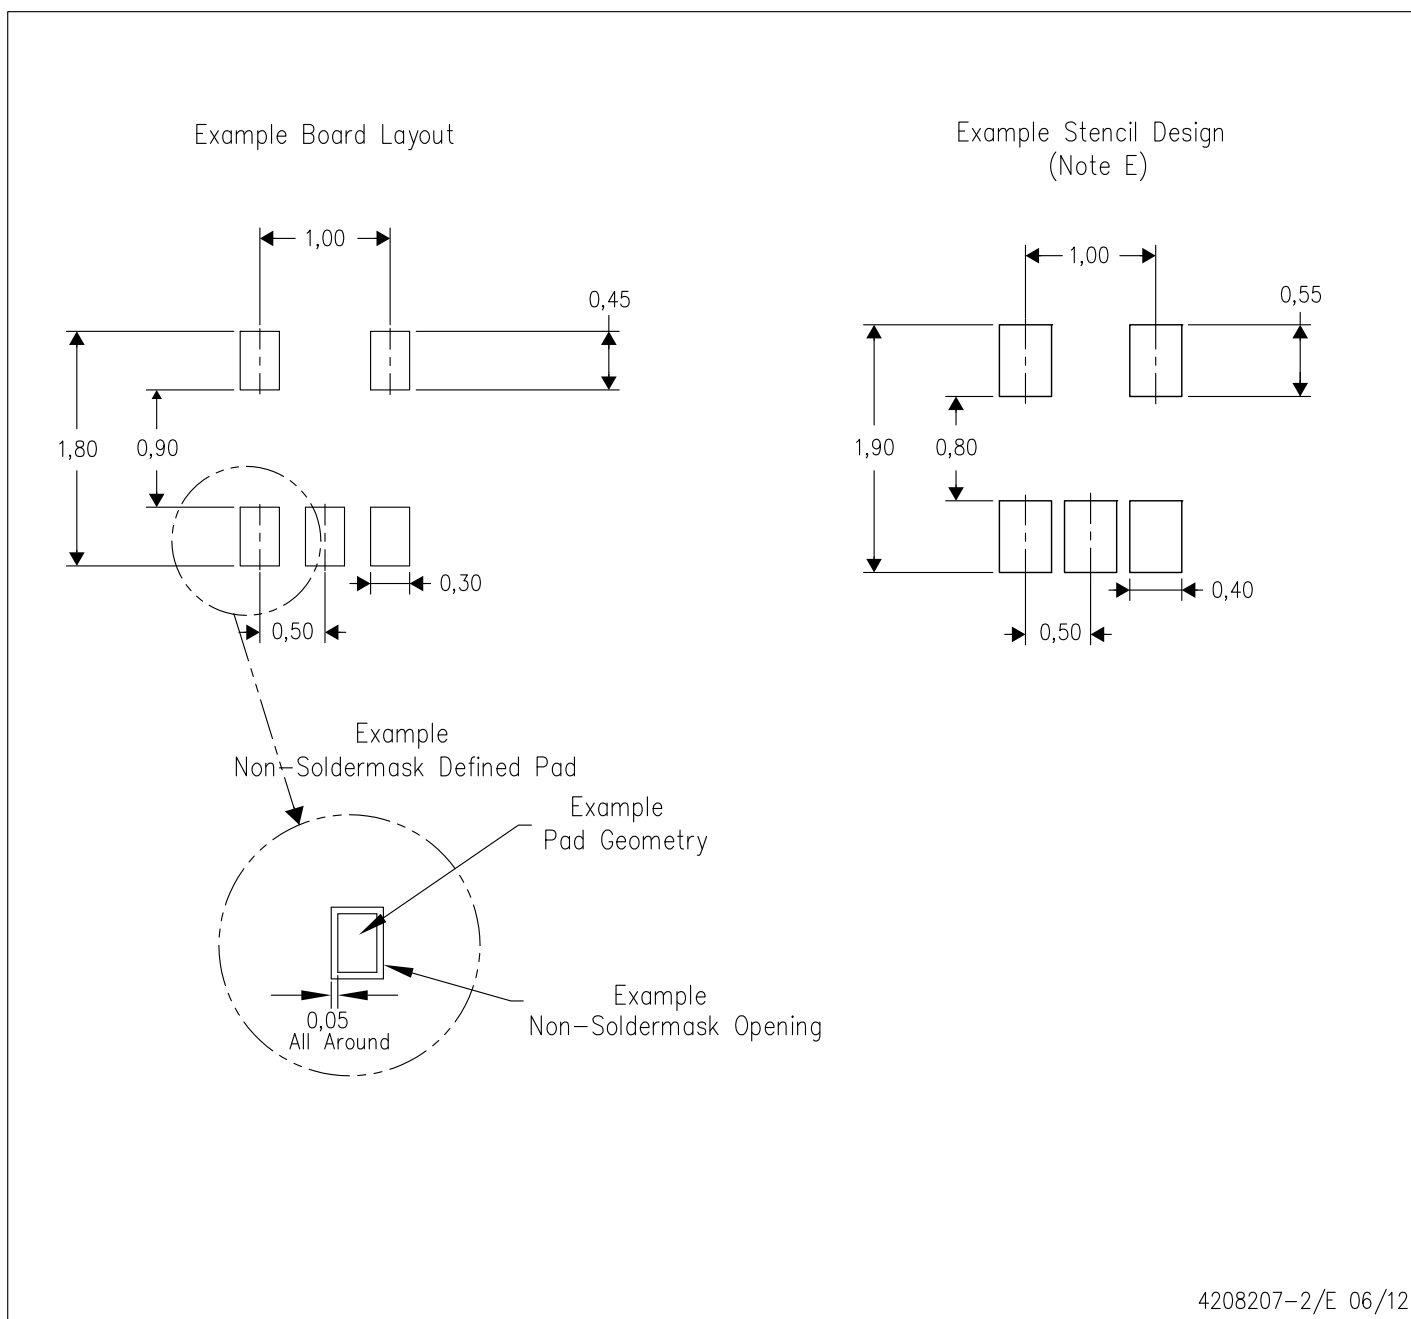 Example Board Layout
1,00
0,45
1,80
0,90
0,30
0,50
Example Stencil Design
(Note E)
1,00
0,55
1,90
0,80
0,40
0,50
Example
Non-Soldermask Defined Pad
Example
Pad Geometry
Example
Non-Soldermask Opening
0,05
All Around
4208207-2/E 06/12